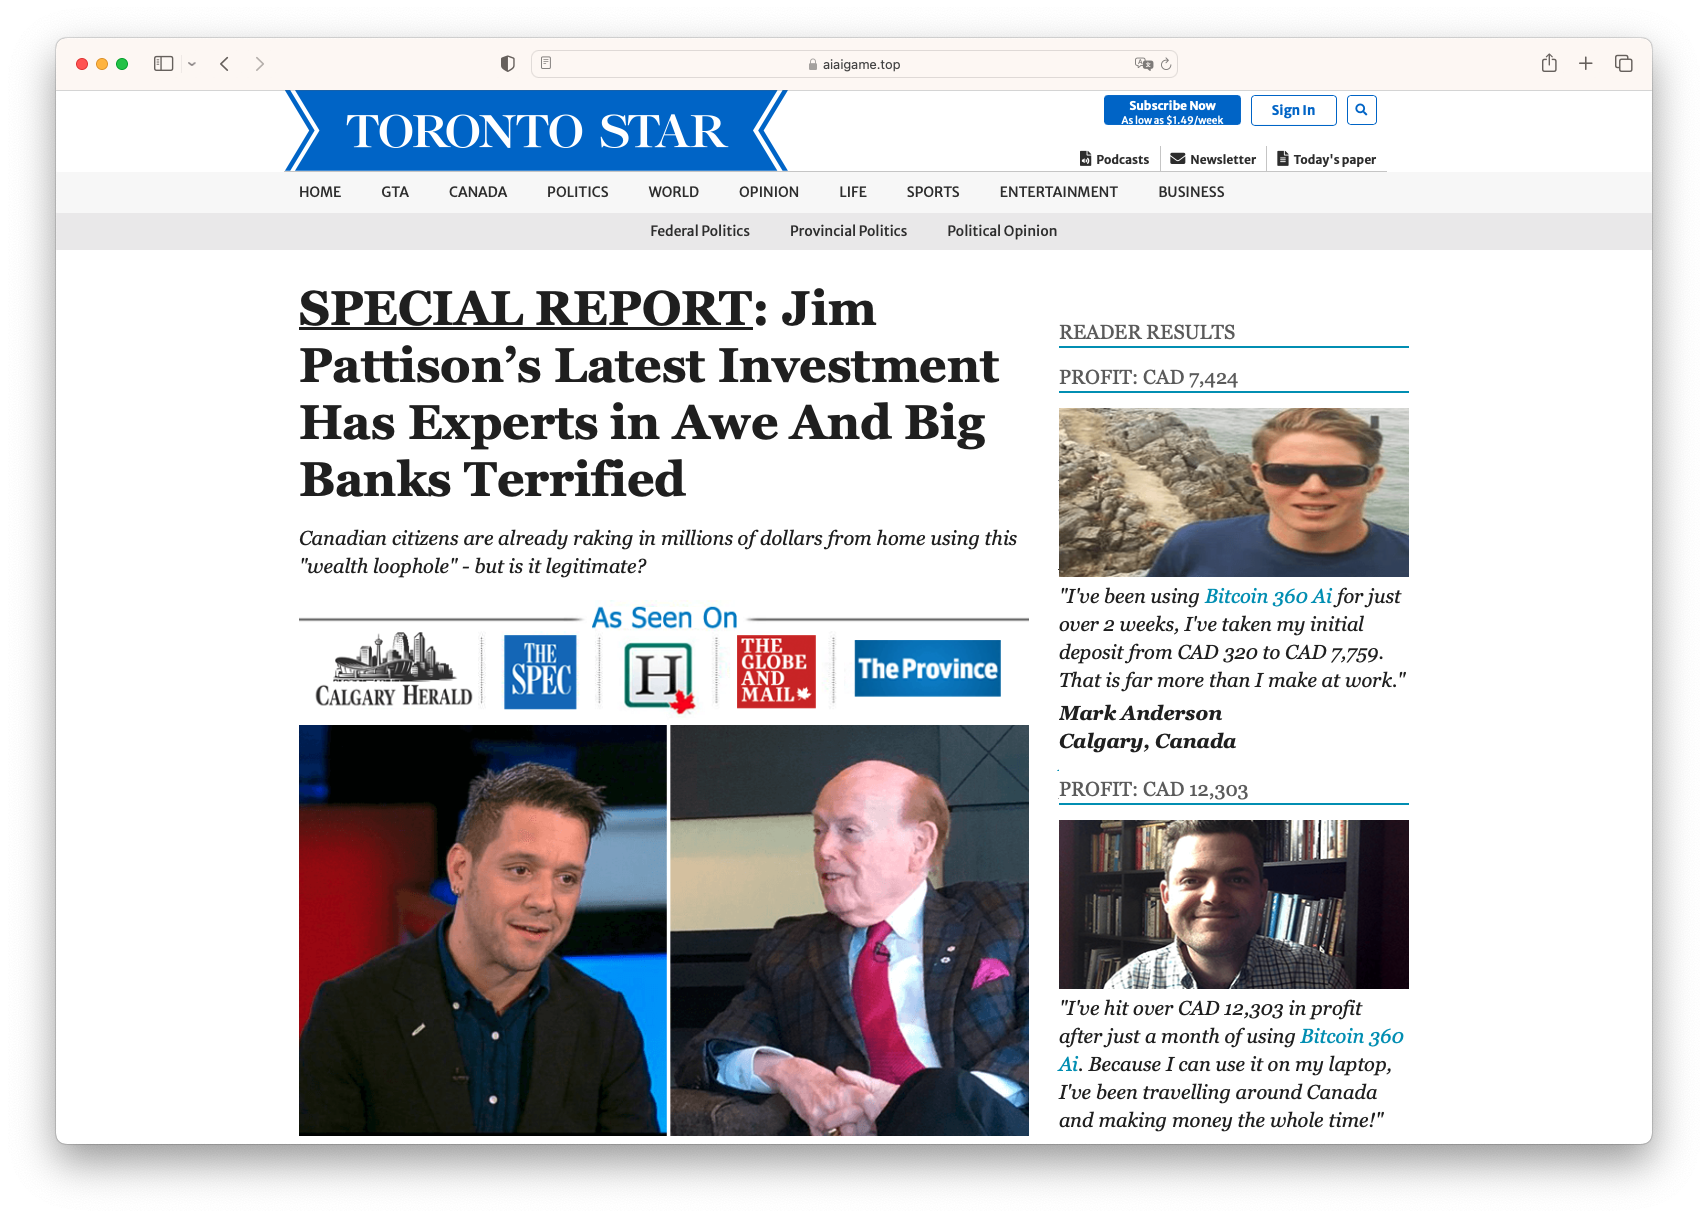 aiaigame.top
TORONTO STAR
Subscribe Now
As low as $1.49/week
Sign In
Podcasts
Newsletter
Today's paper
HOME GTA CANADA POLITICS WORLD OPINION LIFE SPORTS ENTERTAINMENT BUSINESS
Federal Politics Provincial Politics Political Opinion
SPECIAL REPORT: Jim
Pattison’s Latest Investment
Has Experts in Awe And Big
Banks Terrified
Canadian citizens are already raking in millions of dollars from home using this
"wealth loophole" - but is it legitimate?
As Seen On
CALGARY HERALD
THE
SPEC
H
THE
GLOBE
AND
MAIL
The Province
READER RESULTS
PROFIT: CAD 7,424
"I've been using Bitcoin 360 Ai for just
over 2 weeks, I've taken my initial
deposit from CAD 320 to CAD 7,759.
That is far more than I make at work."
Mark Anderson
Calgary, Canada
PROFIT: CAD 12,303
"I've hit over CAD 12,303 in profit
after just a month of using Bitcoin 360
Ai. Because I can use it on my laptop,
I've been travelling around Canada
and making money the whole time!"